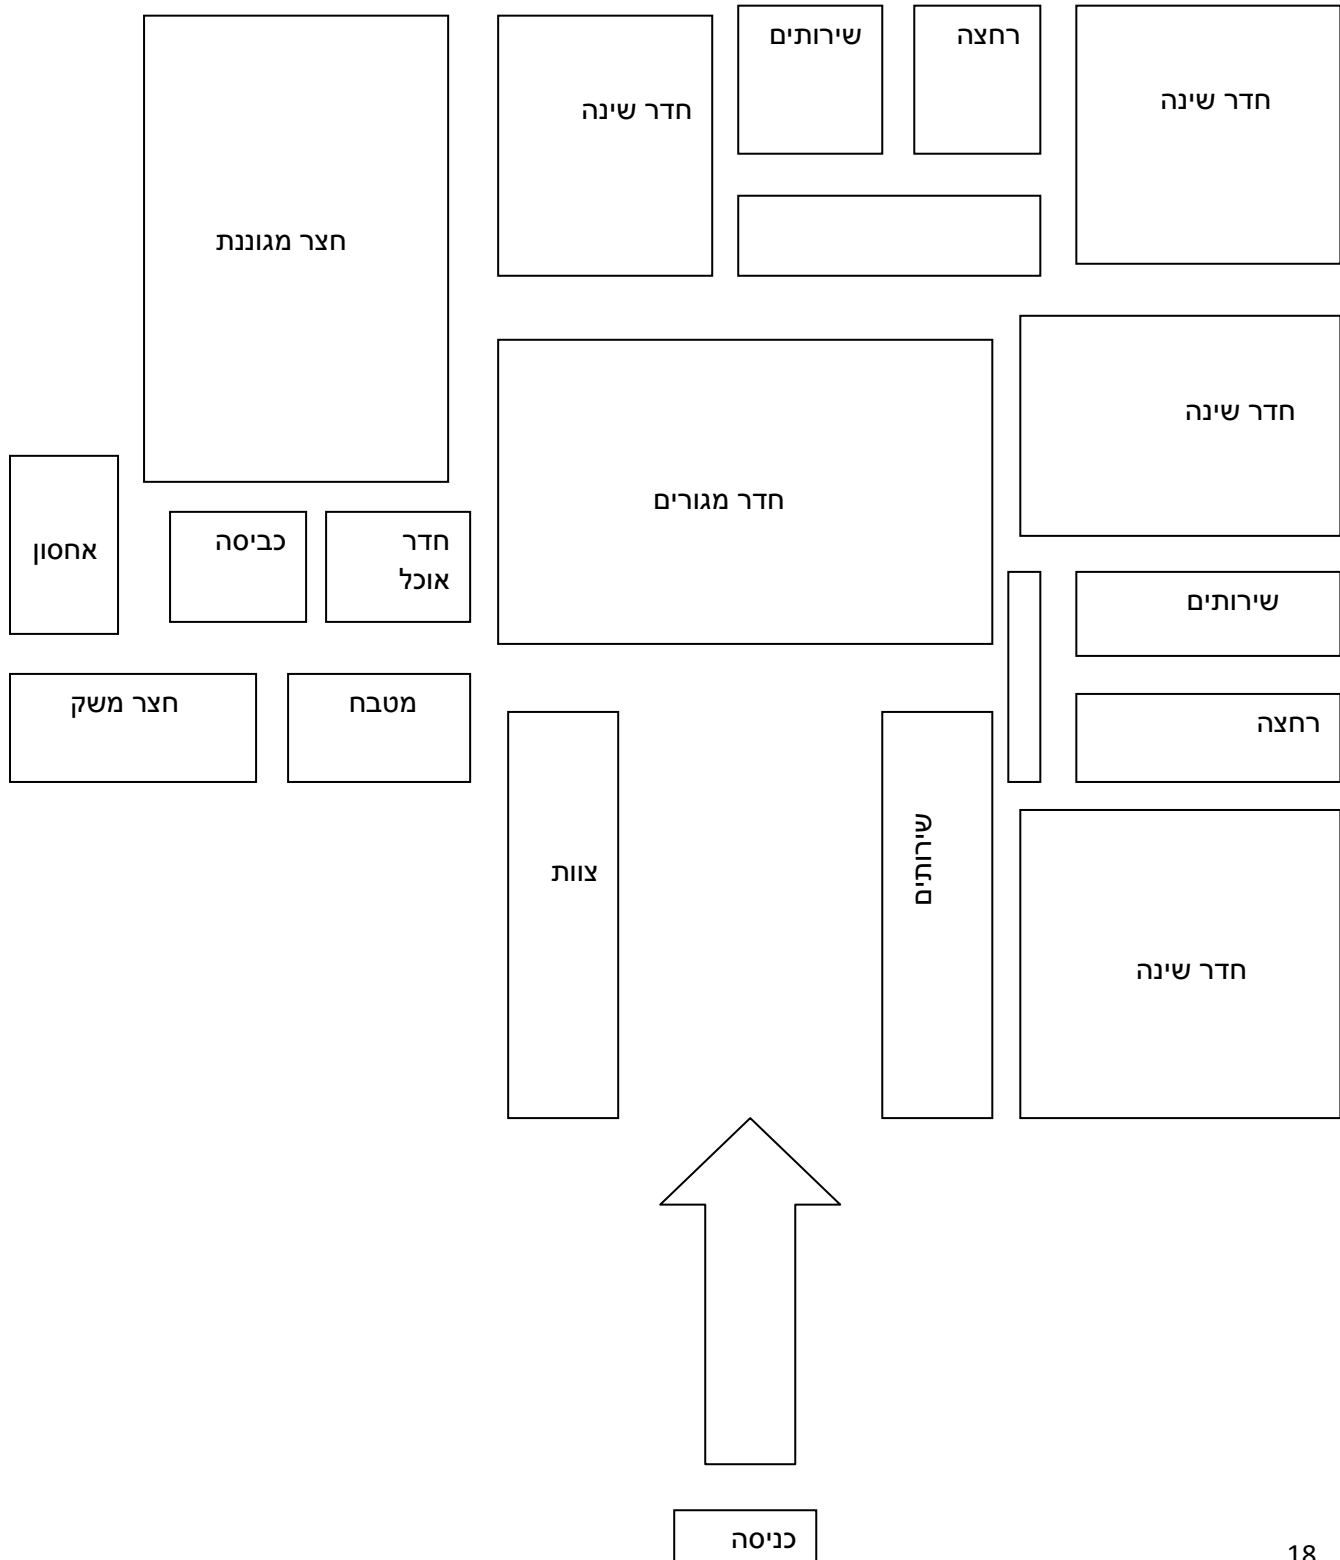 רחצה
שירותים
חדר שינה
חדר שינה
חצר מגוננת
חדר שינה
חדר מגורים
חדר
אוכל
כביסה
אחסון
שירותים
רחצה
מטבח
חצר משק
שירותים
צוות
חדר שינה
כניסה
18